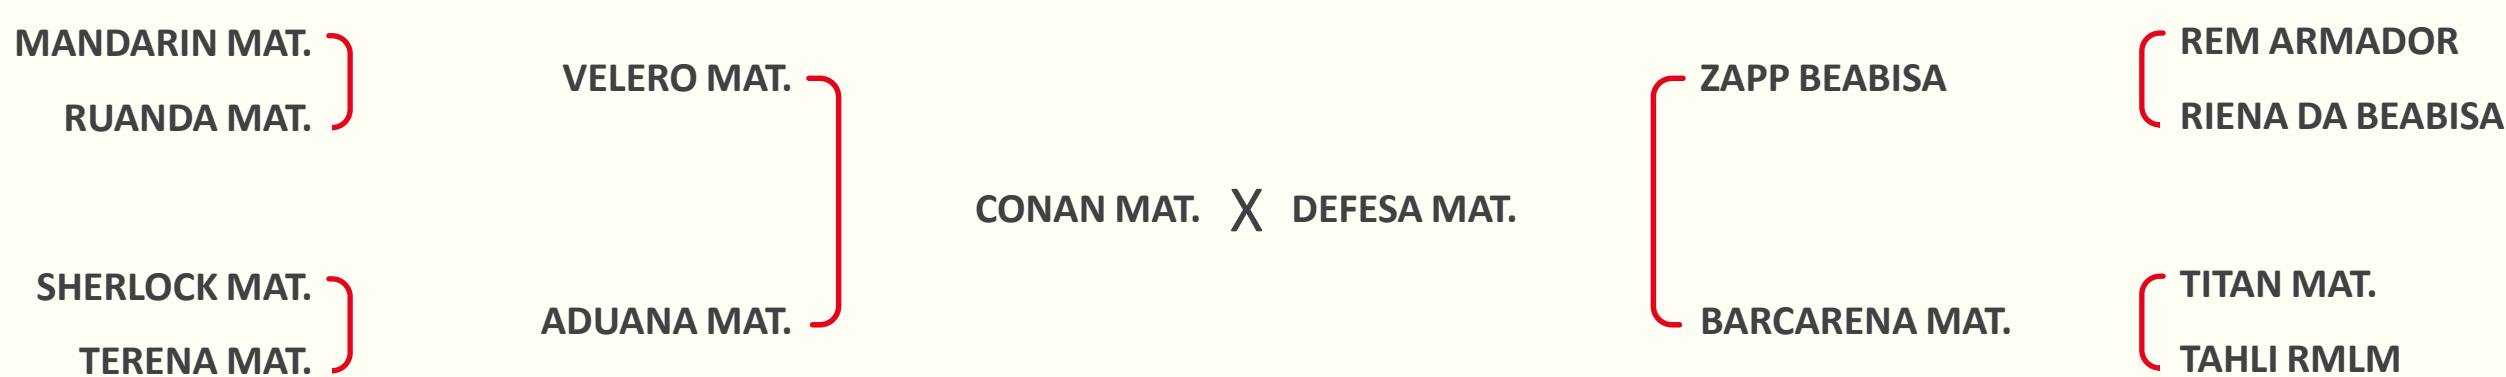 MANDARIN MAT.
RUANDA MAT.
SHERLOCK MAT.
TERENA MAT.
VELERO MAT.
ADUANA MAT.
CONAN MAT. X DEFESA MAT.
ZAPP BEABISA
BARCARENA MAT.
REM ARMADOR
RIENA DA BEABISA
TITAN MAT.
TAHLI RMLM